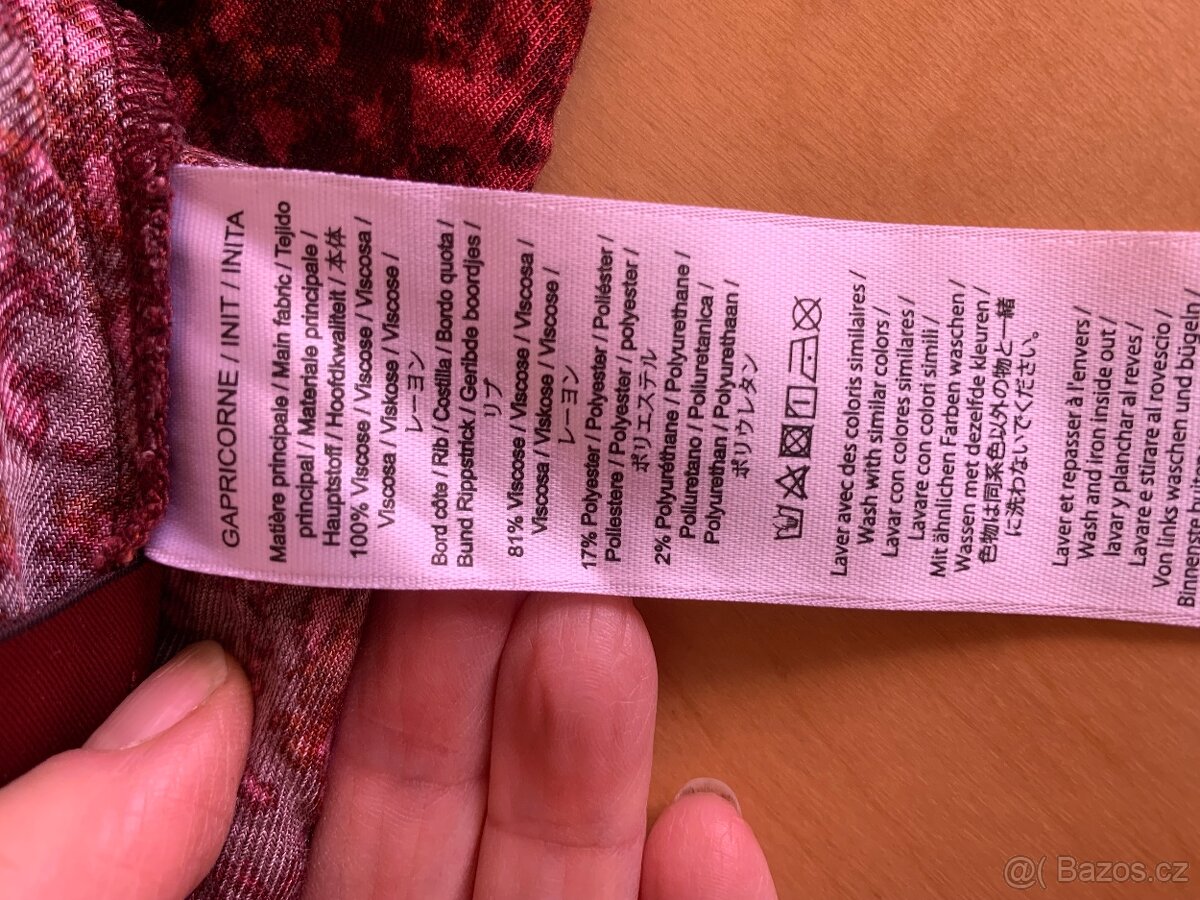 GAPRICORNE / INIT / INITA
Matière principale / Main fabric / Tejido
principal / Materiale principale /
Hauptstoff / Hoofdkwaliteit / 本体
100% Viscose / Viscose / Viscosa /
Viscosa / Viskose / Viscose /
レーヨン
Bord côte / Rib / Costilla / Bordo quota /
Bund Rippstrick / Geribde boordjes /
リブ
81% Viscose / Viscose / Viscosa /
Viscosa / Viskose / Viscose /
レーヨン
17% Polyester / Polyester / Poliéster /
Poliestere / Polyester / polyester /
ポリエステル
2% Polyuréthane / Polyurethane /
Poliuretano / Poliuretanica /
Polyurethan / Polyurethaan /
ポリウレタン
Laver avec des coloris similaires /
Wash with similar colors /
Lavar con colores similares /
Lavare con colori simili /
Mit ähnlichen Farben waschen /
Wassen met dezelfde kleuren /
色物は同系色以外の物と一緒
に洗わないでください。
Laver et repasser à l'envers /
Wash and iron inside out /
lavar y planchar al reves /
Lavare e stirare al rovescio /
Von links waschen und bügeln /
@( Bazos.cz